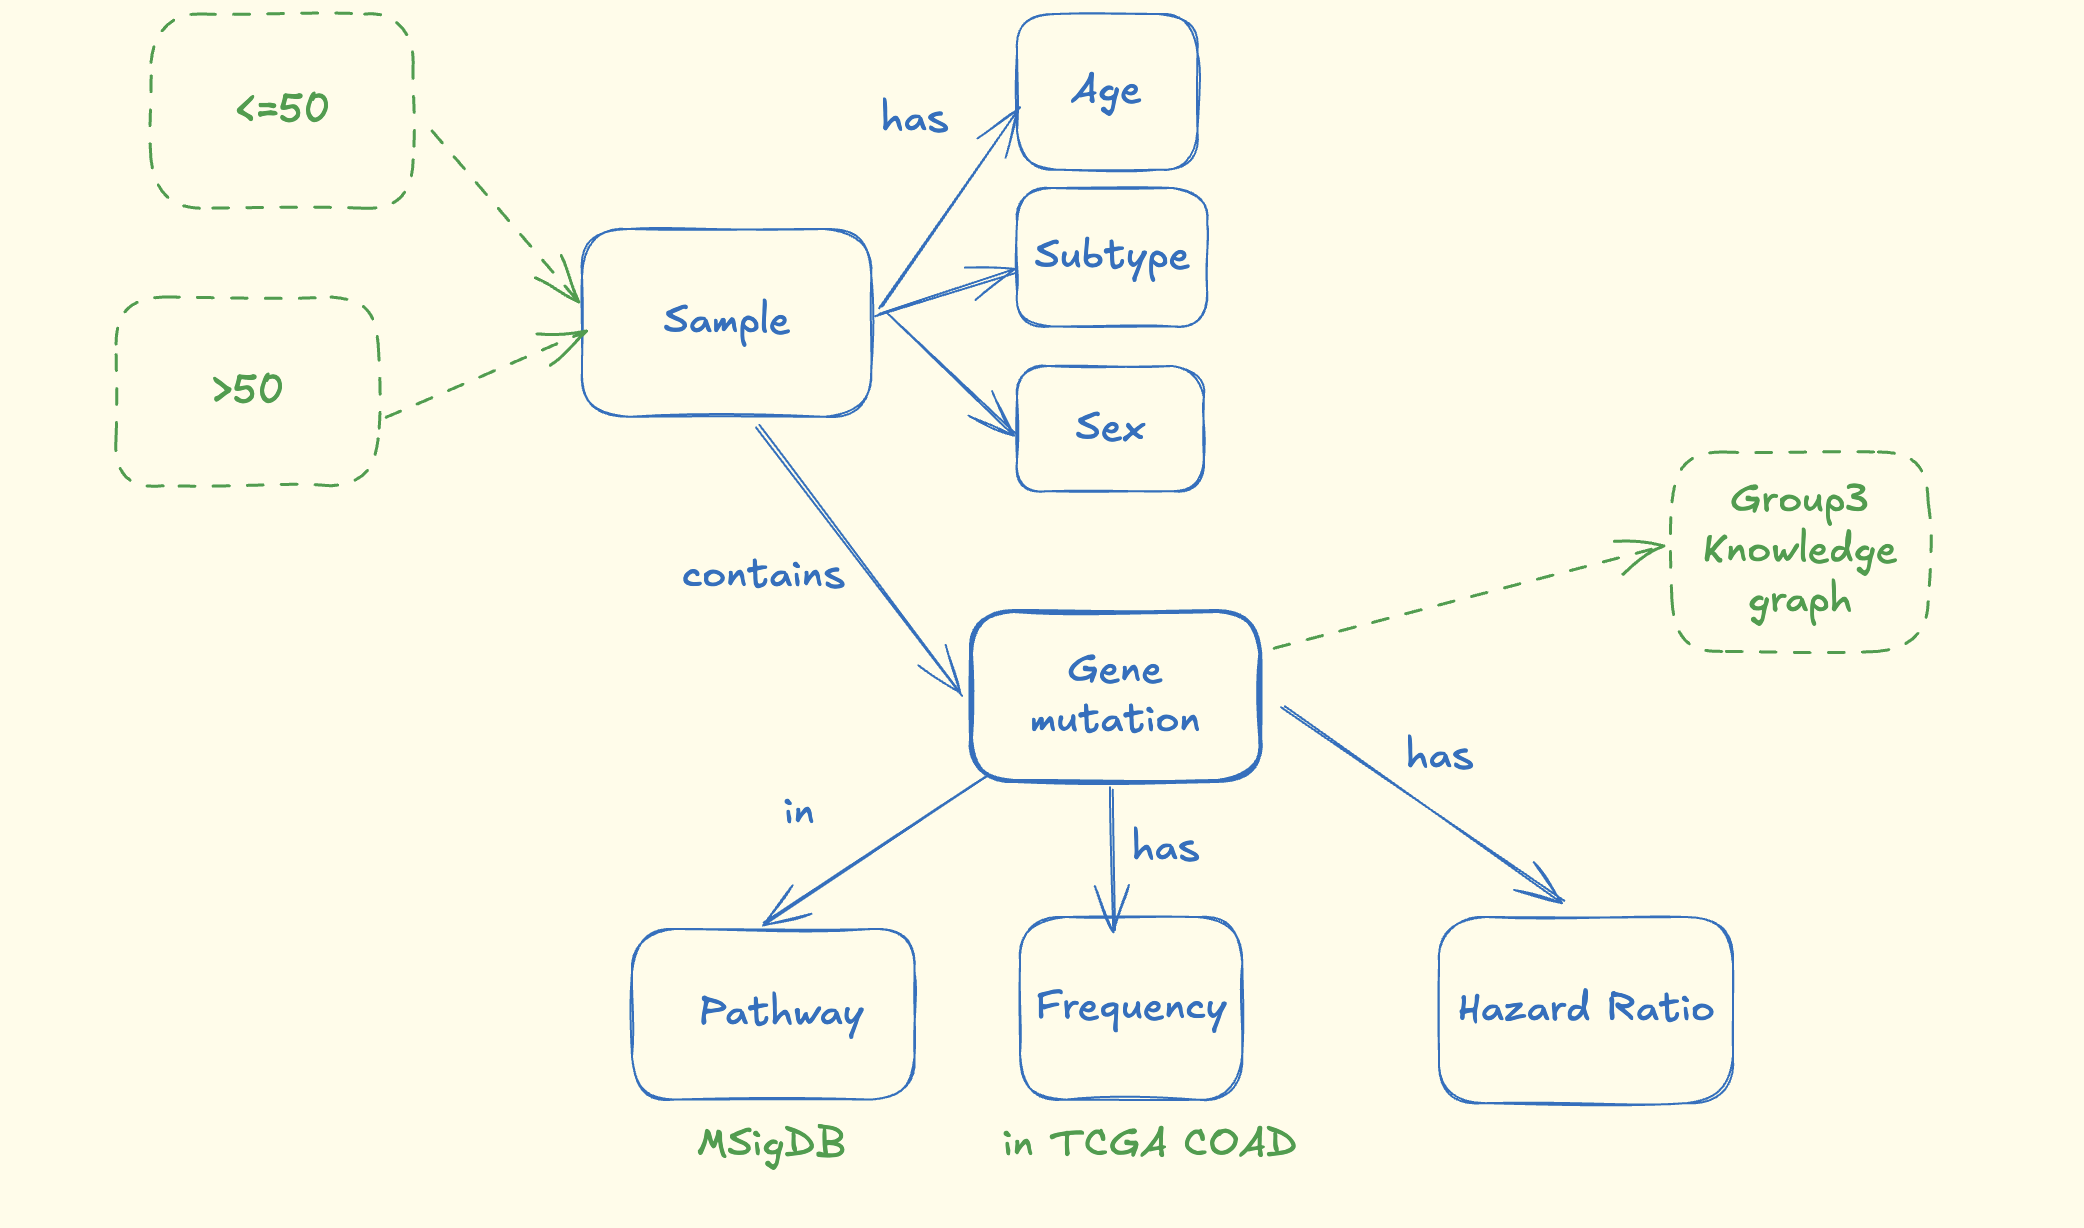 <=50
Age
has
Subtype
Sample
>50
Sex
Group3
Knowledge
graph
contains
Gene
mutation
has
in
has
Pathway
Frequency
Hazard Ratio
MSigDB
in TCGA COAD